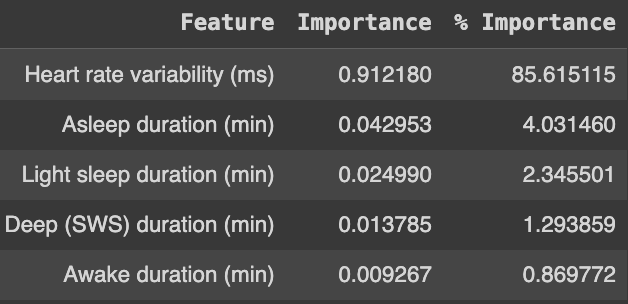 Feature Importance % Importance
Heart rate variability (ms) 0.912180 85.615115
Asleep duration (min) 0.042953 4.031460
Light sleep duration (min) 0.024990 2.345501
Deep (SWS) duration (min) 0.013785 1.293859
Awake duration (min) 0.009267 0.869772